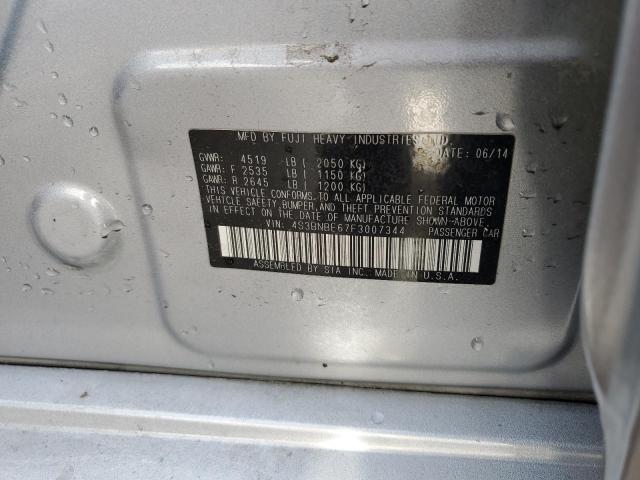 MFD BY FUJI HEAVY INDUSTRIES LTD.
DATE: 06/14
GVWR: 4519 LB ( 2050 KG)
GAWR: F 2535 LB ( 1150 KG)
GAWR: R 2645 LB ( 1200 KG)
THIS VEHICLE CONFORMS TO ALL APPLICABLE FEDERAL MOTOR
VEHICLE SAFETY, BUMPER, AND THEFT PREVENTION STANDARDS
IN EFFECT ON THE DATE OF MANUFACTURE SHOWN ABOVE.
VIN: 4S3BNBE67F3007344 PASSENGER CAR
ASSEMBLED BY SIA INC. MADE IN U.S.A.